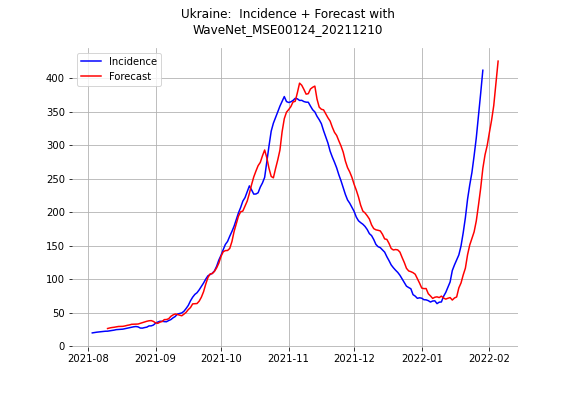 Ukraine:  Incidence + Forecast with
WaveNet_MSE00124_20211210
Incidence
Forecast
400
350
300
250
200
150
100
50
0
2021-08 2021-09 2021-10 2021-11 2021-12 2022-01 2022-02